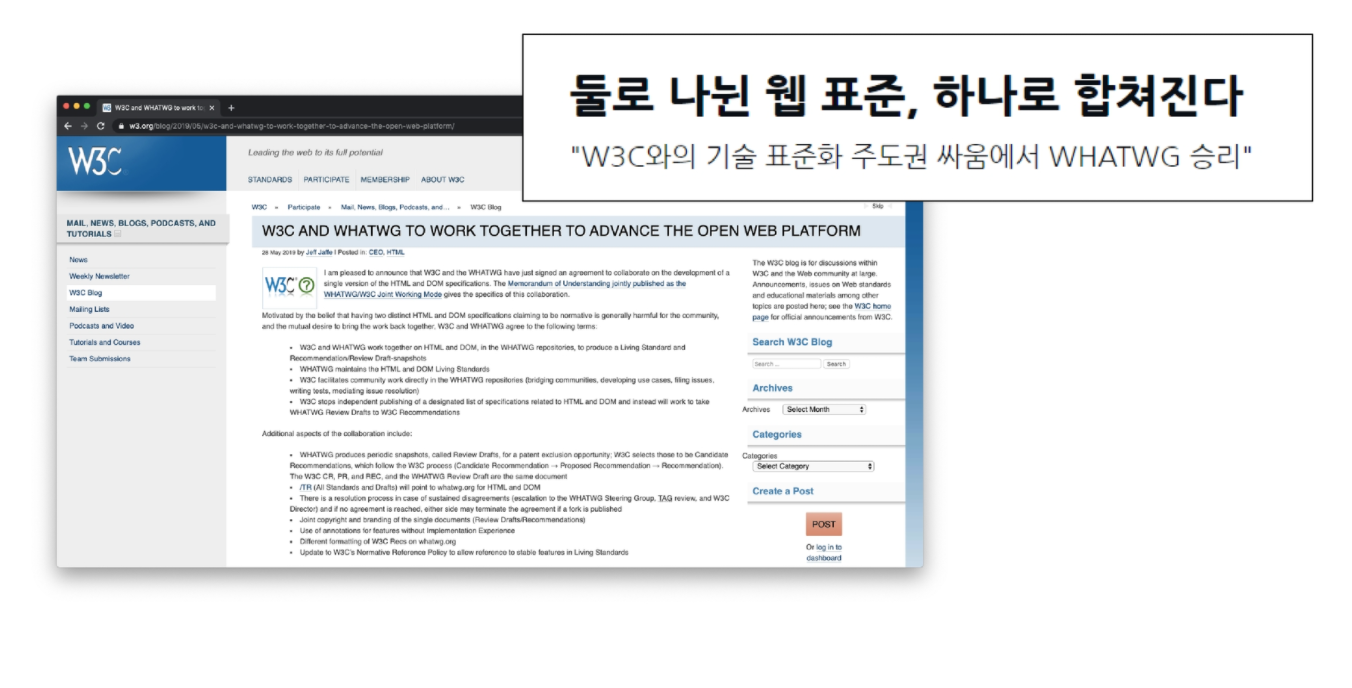 둘로 나뉜 웹 표준, 하나로 합쳐진다
"W3C와의 기술 표준화 주도권 싸움에서 WHATWG 승리"
W3C and WHATWG to work to
w3.org/blog/2019/05/w3c-and-whatwg-to-work-together-to-advance-the-open-web-platform/
W3C
Leading the web to its full potential
STANDARDS PARTICIPATE MEMBERSHIP ABOUT W3C
W3C » Participate » Mail, News, Blogs, Podcasts, and… » W3C Blog
Skip
MAIL, NEWS, BLOGS, PODCASTS, AND
TUTORIALS
News
Weekly Newsletter
W3C Blog
Mailing Lists
Podcasts and Video
Tutorials and Courses
Team Submissions
W3C AND WHATWG TO WORK TOGETHER TO ADVANCE THE OPEN WEB PLATFORM
28 May 2019 by Jeff Jaffe | Posted in: CEO, HTML
W3C
I am pleased to announce that W3C and the WHATWG have just signed an agreement to collaborate on the development of a
single version of the HTML and DOM specifications. The Memorandum of Understanding jointly published as the
WHATWG/W3C Joint Working Mode gives the specifics of this collaboration.
Motivated by the belief that having two distinct HTML and DOM specifications claiming to be normative is generally harmful for the community,
and the mutual desire to bring the work back together, W3C and WHATWG agree to the following terms:
• W3C and WHATWG work together on HTML and DOM, in the WHATWG repositories, to produce a Living Standard and
Recommendation/Review Draft-snapshots
• WHATWG maintains the HTML and DOM Living Standards
• W3C facilitates community work directly in the WHATWG repositories (bridging communities, developing use cases, filing issues,
writing tests, mediating issue resolution)
• W3C stops independent publishing of a designated list of specifications related to HTML and DOM and instead will work to take
WHATWG Review Drafts to W3C Recommendations
Additional aspects of the collaboration include:
• WHATWG produces periodic snapshots, called Review Drafts, for a patent exclusion opportunity; W3C selects those to be Candidate
Recommendations, which follow the W3C process (Candidate Recommendation → Proposed Recommendation → Recommendation).
The W3C CR, PR, and REC, and the WHATWG Review Draft are the same document
• /TR (All Standards and Drafts) will point to whatwg.org for HTML and DOM
• There is a resolution process in case of sustained disagreements (escalation to the WHATWG Steering Group, TAG review, and W3C
Director) and if no agreement is reached, either side may terminate the agreement if a fork is published
• Joint copyright and branding of the single documents (Review Drafts/Recommendations)
• Use of annotations for features without Implementation Experience
• Different formatting of W3C Recs on whatwg.org
• Update to W3C's Normative Reference Policy to allow reference to stable features in Living Standards
The W3C blog is for discussions within
W3C and the Web community at large.
Announcements, issues on Web standards
and educational materials among other
topics are posted here; see the W3C home
page for official announcements from W3C.
Search W3C Blog
Search ... Search
Archives
Archives Select Month
Categories
Categories
Select Category
Create a Post
POST
Or log in to
dashboard